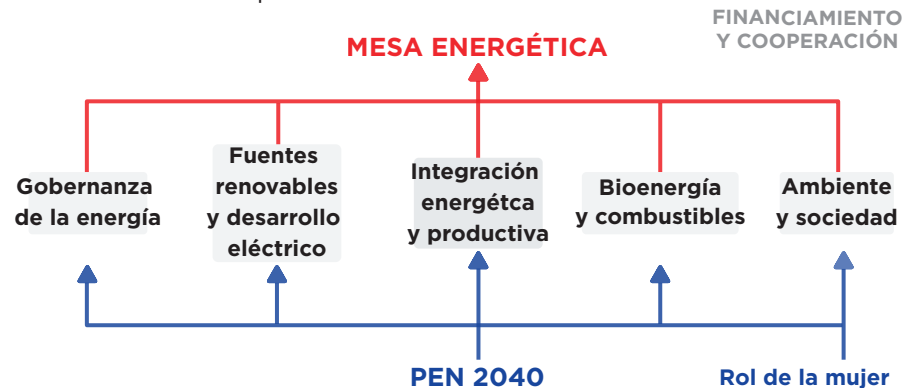 FINANCIAMIENTO
Y COOPERACIÓN
MESA ENERGÉTICA
Gobernanza
de la energía
Fuentes
renovables
y desarrollo
eléctrico
Integración
energétca
y productiva
Bioenergía
y combustibles
Ambiente
y sociedad
PEN 2040
Rol de la mujer